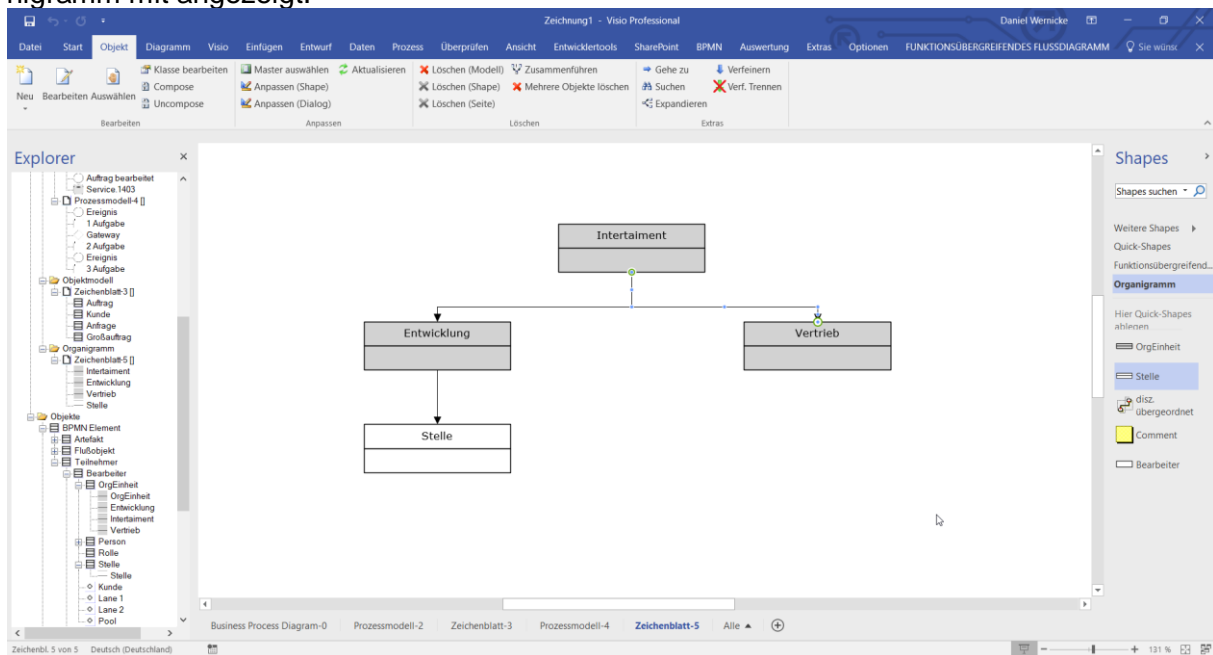 nigramm mit angezeigt.
Zeichnung1 - Visio Professional
Daniel Wernicke
Datei Start Objekt Diagramm Visio Einfügen Entwurf Daten Prozess Überprüfen Ansicht Entwicklertools SharePoint BPMN Auswertung Extras Optionen FUNKTIONSÜBERGREIFENDES FLUSSDIAGRAMM Sie wünsc
Klasse bearbeiten Master auswählen Aktualisieren Löschen (Modell) Zusammenführen Gehe zu Verfeinern
Neu Bearbeiten Auswählen Compose Anpassen (Shape) Löschen (Shape) Mehrere Objekte löschen Suchen Verf. Trennen
Uncompose Anpassen (Dialog) Löschen (Seite) Expandieren
Bearbeiten Anpassen Löschen Extras
Explorer
Auftrag bearbeitet
Service.1403
Prozessmodell-4 []
Ereignis
1 Aufgabe
Gateway
2 Aufgabe
Ereignis
3 Aufgabe
Objektmodell
Zeichenblatt-3 []
Auftrag
Kunde
Anfrage
Großauftrag
Organigramm
Zeichenblatt-5 []
Intertaiment
Entwicklung
Vertrieb
Stelle
Objekte
BPMN Element
Artefakt
Flußobjekt
Teilnehmer
Bearbeiter
OrgEinheit
OrgEinheit
Entwicklung
Intertaiment
Vertrieb
Person
Rolle
Stelle
Stelle
Kunde
Lane 1
Lane 2
Pool
Intertaiment
Entwicklung
Vertrieb
Stelle
Shapes
Shapes suchen
Weitere Shapes
Quick-Shapes
Funktionsübergreifend...
Organigramm
Hier Quick-Shapes
ablegen
OrgEinheit
Stelle
disz.
übergeordnet
Comment
Bearbeiter
Business Process Diagram-0 Prozessmodell-2 Zeichenblatt-3 Prozessmodell-4 Zeichenblatt-5 Alle
Zeichenbl. 5 von 5 Deutsch (Deutschland)
131 %